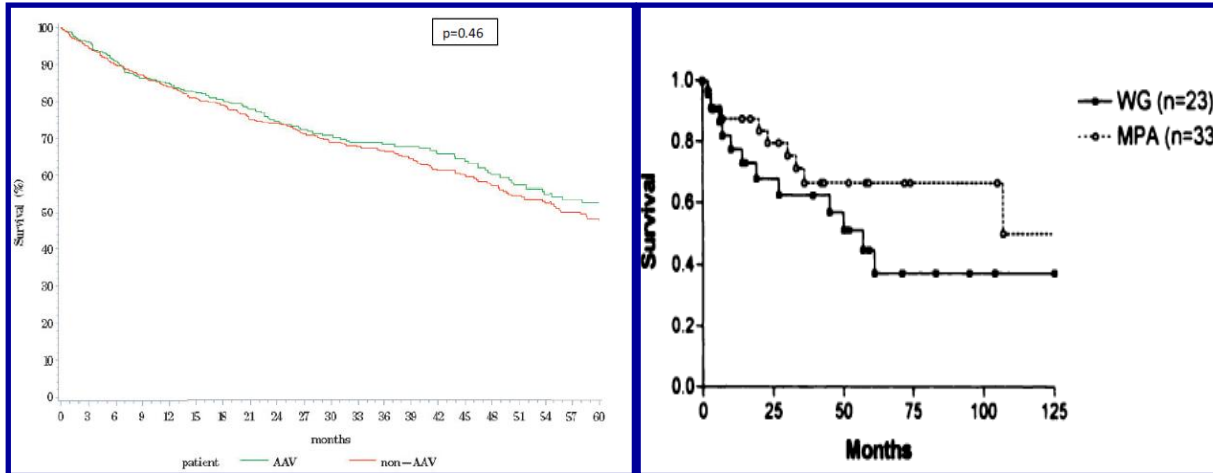 p=0.46
100
90
80
70
60
50
40
30
20
10
0
Survival (%)
0 3 6 9 12 15 18 21 24 27 30 33 36 39 42 45 48 51 54 57 60
months
patient AAV non-AAV
1.0
0.8
0.6
0.4
0.2
0.0
Survival
WG (n=23)
MPA (n=33
0 25 50 75 100 125
Months